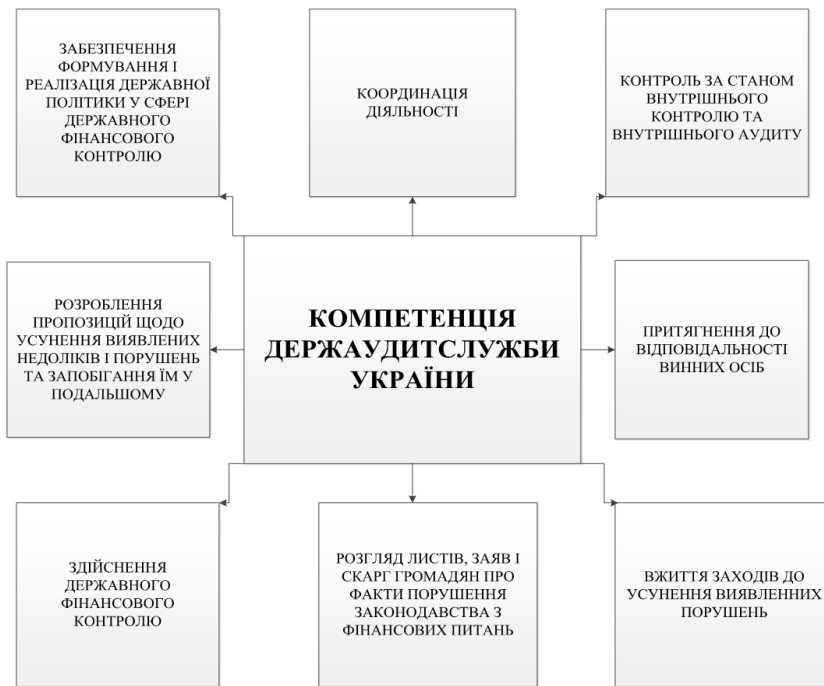 ЗАБЕЗПЕЧЕННЯ
ФОРМУВАННЯ І
РЕАЛІЗАЦІЯ ДЕРЖАВНОЇ
ПОЛІТИКИ У СФЕРІ
ДЕРЖАВНОГО
ФІНАНСОВОГО
КОНТРОЛЮ
КООРДИНАЦІЯ
ДІЯЛЬНОСТІ
КОНТРОЛЬ ЗА СТАНОМ
ВНУТРІШНЬОГО
КОНТРОЛЮ ТА
ВНУТРІШНЬОГО АУДИТУ
РОЗРОБЛЕННЯ
ПРОПОЗИЦІЙ ЩОДО
УСУНЕННЯ ВИЯВЛЕНИХ
НЕДОЛІКІВ І ПОРУШЕНЬ
ТА ЗАПОБІГАННЯ ЇМ У
ПОДАЛЬШОМУ
КОМПЕТЕНЦІЯ
ДЕРЖАУДИТСЛУЖБИ
УКРАЇНИ
ПРИТЯГНЕННЯ ДО
ВІДПОВІДАЛЬНОСТІ
ВИННИХ ОСІБ
ЗДІЙСНЕННЯ
ДЕРЖАВНОГО
ФІНАНСОВОГО
КОНТРОЛЮ
РОЗГЛЯД ЛИСТІВ, ЗАЯВ І
СКАРГ ГРОМАДЯН ПРО
ФАКТИ ПОРУШЕННЯ
ЗАКОНОДАВСТВА З
ФІНАНСОВИХ ПИТАНЬ
ВЖИТТЯ ЗАХОДІВ ДО
УСУНЕННЯ ВИЯВЛЕННИХ
ПОРУШЕНЬ